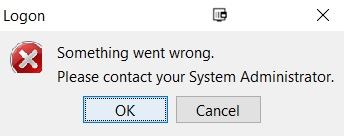 Logon
Something went wrong.
Please contact your System Administrator.
OK
Cancel